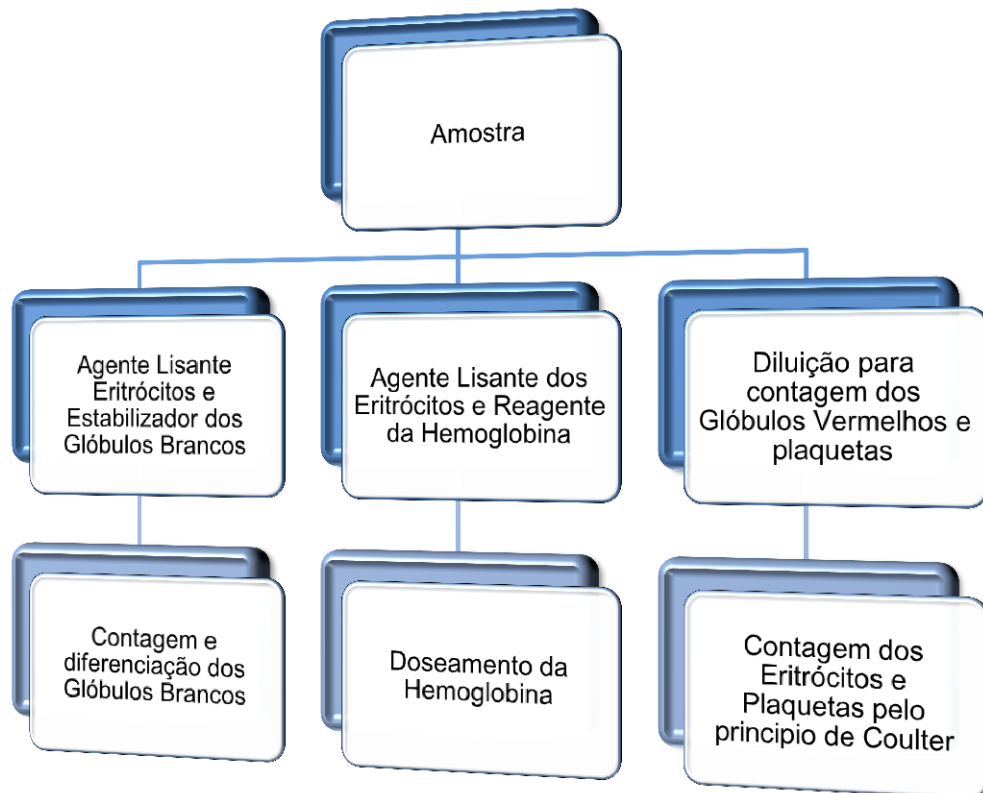 Amostra
Agente Lisante
Eritrócitos e
Estabilizador dos
Glóbulos Brancos
Agente Lisante dos
Eritrócitos e Reagente
da Hemoglobina
Diluição para
contagem dos
Glóbulos Vermelhos e
plaquetas
Contagem e
diferenciação dos
Glóbulos Brancos
Doseamento da
Hemoglobina
Contagem dos
Eritrócitos e
Plaquetas pelo
principio de Coulter